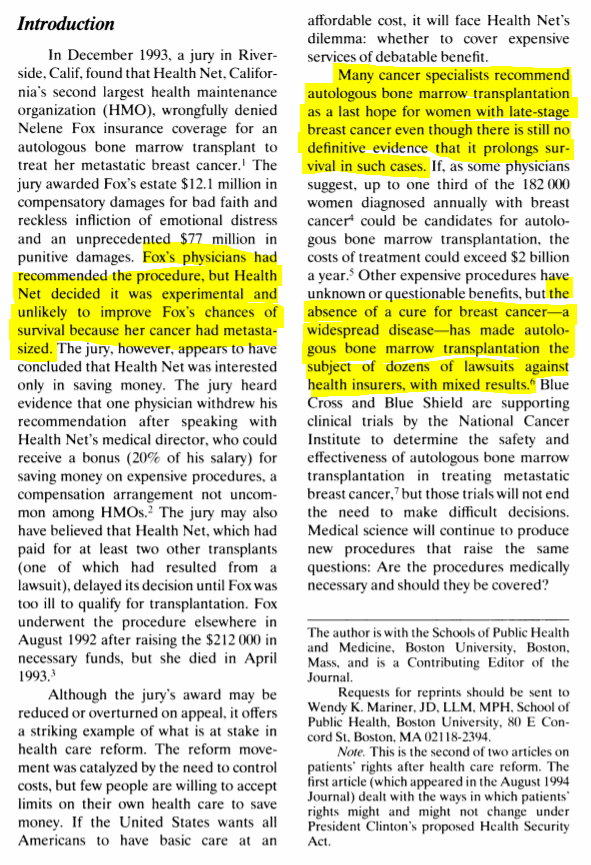 Introduction
In December 1993, a jury in River-
side, Calif, found that Health Net, Califor-
nia's second largest health maintenance
organization (HMO), wrongfully denied
Nelene Fox insurance coverage for an
autologous bone marrow transplant to
treat her metastatic breast cancer.¹ The
jury awarded Fox's estate $12.1 million in
compensatory damages for bad faith and
reckless infliction of emotional distress
and an unprecedented $77 million in
punitive damages. Fox's physicians had
recommended the procedure, but Health
Net decided it was experimental and
unlikely to improve Fox's chances of
survival because her cancer had metasta-
sized. The jury, however, appears to have
concluded that Health Net was interested
only in saving money. The jury heard
evidence that one physician withdrew his
recommendation after speaking with
Health Net's medical director, who could
receive a bonus (20% of his salary) for
saving money on expensive procedures, a
compensation arrangement not uncom-
mon among HMOs.² The jury may also
have believed that Health Net, which had
paid for at least two other transplants
(one of which had resulted from a
lawsuit), delayed its decision until Fox was
too ill to qualify for transplantation. Fox
underwent the procedure elsewhere in
August 1992 after raising the $212 000 in
necessary funds, but she died in April
1993.³
Although the jury's award may be
reduced or overturned on appeal, it offers
a striking example of what is at stake in
health care reform. The reform move-
ment was catalyzed by the need to control
costs, but few people are willing to accept
limits on their own health care to save
money. If the United States wants all
Americans to have basic care at an
affordable cost, it will face Health Net's
dilemma: whether to cover expensive
services of debatable benefit.
Many cancer specialists recommend
autologous bone marrow transplantation
as a last hope for women with late-stage
breast cancer even though there is still no
definitive evidence that it prolongs sur-
vival in such cases. If, as some physicians
suggest, up to one third of the 182 000
women diagnosed annually with breast
cancer⁴ could be candidates for autolo-
gous bone marrow transplantation, the
costs of treatment could exceed $2 billion
a year.⁵ Other expensive procedures have
unknown or questionable benefits, but the
absence of a cure for breast cancer—a
widespread disease—has made autolo-
gous bone marrow transplantation the
subject of dozens of lawsuits against
health insurers, with mixed results.⁶ Blue
Cross and Blue Shield are supporting
clinical trials by the National Cancer
Institute to determine the safety and
effectiveness of autologous bone marrow
transplantation in treating metastatic
breast cancer,⁷ but those trials will not end
the need to make difficult decisions.
Medical science will continue to produce
new procedures that raise the same
questions: Are the procedures medically
necessary and should they be covered?
The author is with the Schools of Public Health
and Medicine, Boston University, Boston,
Mass, and is a Contributing Editor of the
Journal.
Requests for reprints should be sent to
Wendy K. Mariner, JD, LLM, MPH, School of
Public Health, Boston University, 80 E Con-
cord St, Boston, MA 02118-2394.
Note. This is the second of two articles on
patients' rights after health care reform. The
first article (which appeared in the August 1994
Journal) dealt with the ways in which patients'
rights might and might not change under
President Clinton's proposed Health Security
Act.